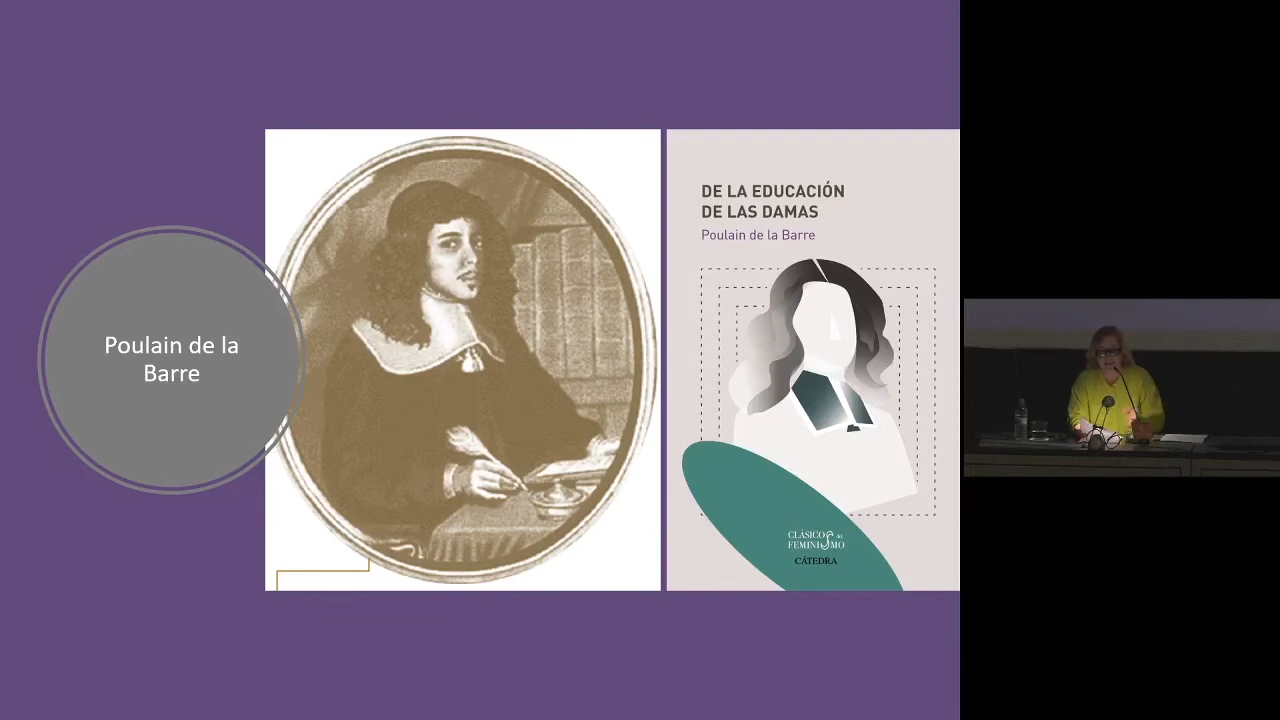 Poulain de la
Barre
DE LA EDUCACIÓN
DE LAS DAMAS
Poulain de la Barre
CLÁSICOS del
FEMINISMO
CÁTEDRA